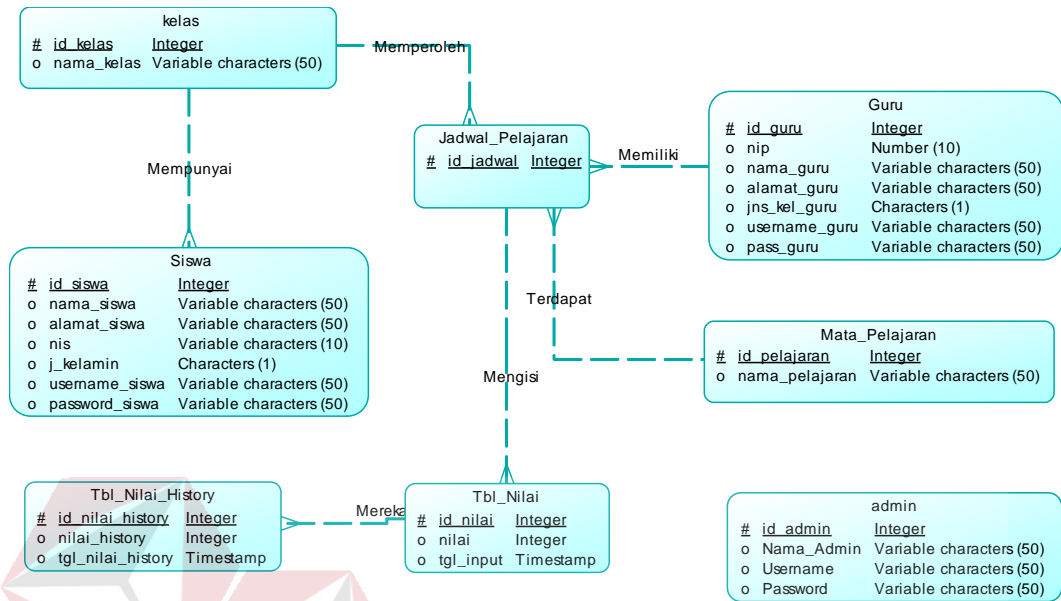 kelas
# id_kelas Integer
o nama_kelas Variable characters (50)
Memperoleh
Mempunyai
Jadwal_Pelajaran
# id_jadwal Integer
Memiliki
Guru
# id_guru Integer
o nip Number (10)
o nama_guru Variable characters (50)
o alamat_guru Variable characters (50)
o jns_kel_guru Characters (1)
o username_guru Variable characters (50)
o pass_guru Variable characters (50)
Siswa
# id_siswa Integer
o nama_siswa Variable characters (50)
o alamat_siswa Variable characters (50)
o nis Variable characters (10)
o j_kelamin Characters (1)
o username_siswa Variable characters (50)
o password_siswa Variable characters (50)
Terdapat
Mengisi
Mata_Pelajaran
# id_pelajaran Integer
o nama_pelajaran Variable characters (50)
Tbl_Nilai_History
# id_nilai_history Integer
o nilai_history Integer
o tgl_nilai_history Timestamp
Mereka
Tbl_Nilai
# id_nilai Integer
o nilai Integer
o tgl_input Timestamp
admin
# id_admin Integer
o Nama_Admin Variable characters (50)
o Username Variable characters (50)
o Password Variable characters (50)